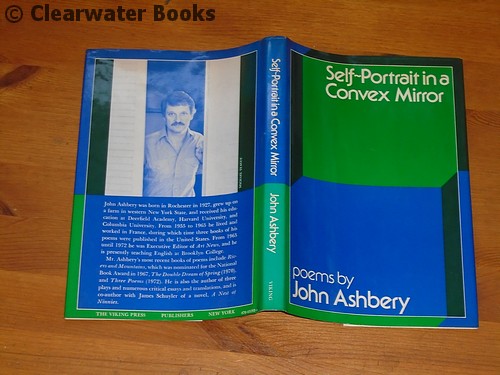 © Clearwater Books
Self-Portrait in a
Convex Mirror
poems by
John Ashbery
Self-Portrait in a Convex Mirror
John Ashbery
VIKING
John Ashbery was born in Rochester in 1927, grew up on
a farm in western New York State, and received his edu-
cation at Deerfield Academy, Harvard University, and
Columbia University. From 1955 to 1965 he lived and
worked in France, during which time three books of his
poems were published in the United States. From 1965
until 1972 he was Executive Editor of Art News, and he
is presently teaching English at Brooklyn College.
Mr. Ashbery's most recent books of poems include Riv-
ers and Mountains, which was nominated for the National
Book Award in 1967, The Double Dream of Spring (1970),
and Three Poems (1972). He is also the author of three
plays and numerous critical essays and translations, and is
co-author with James Schuyler of a novel, A Nest of
Ninnies.
THE VIKING PRESS PUBLISHERS NEW YORK